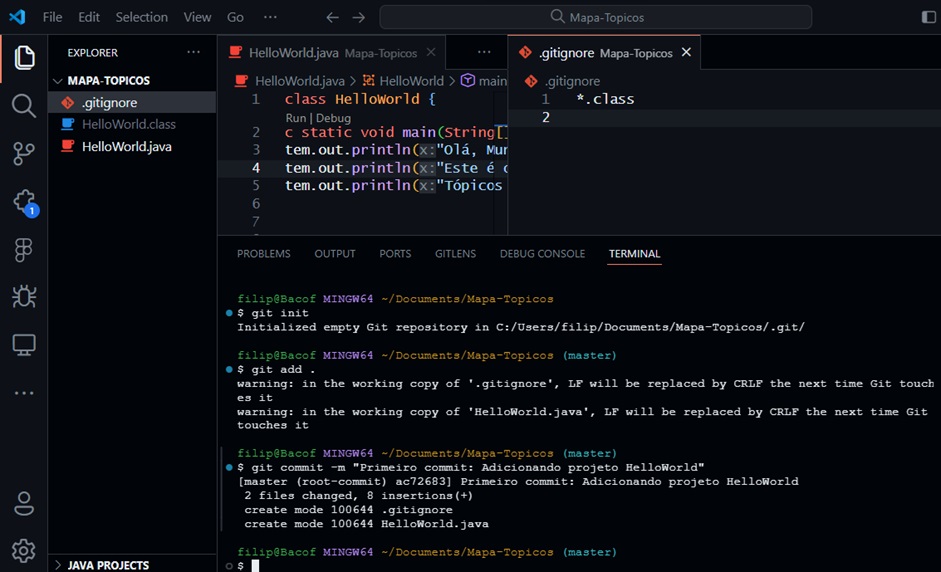 File Edit Selection View Go ··· ← → Mapa-Topicos
EXPLORER ···
MAPA-TOPICOS
.gitignore
HelloWorld.class
HelloWorld.java
JAVA PROJECTS
1
HelloWorld.java Mapa-Topicos × ···
HelloWorld.java > HelloWorld > main
1 class HelloWorld {
Run | Debug
2 c static void main(String[]
3 tem.out.println(x:"Olá, Mun
4 tem.out.println(x:"Este é o
5 tem.out.println(x:"Tópicos
6
7
.gitignore Mapa-Topicos ×
.gitignore
1 *.class
2
PROBLEMS OUTPUT PORTS GITLENS DEBUG CONSOLE TERMINAL
filip@Bacof MINGW64 ~/Documents/Mapa-Topicos
$ git init
Initialized empty Git repository in C:/Users/filip/Documents/Mapa-Topicos/.git/
filip@Bacof MINGW64 ~/Documents/Mapa-Topicos (master)
$ git add .
warning: in the working copy of '.gitignore', LF will be replaced by CRLF the next time Git touch
es it
warning: in the working copy of 'HelloWorld.java', LF will be replaced by CRLF the next time Git
touches it
filip@Bacof MINGW64 ~/Documents/Mapa-Topicos (master)
$ git commit -m "Primeiro commit: Adicionando projeto HelloWorld"
[master (root-commit) ac72683] Primeiro commit: Adicionando projeto HelloWorld
2 files changed, 8 insertions(+)
create mode 100644 .gitignore
create mode 100644 HelloWorld.java
filip@Bacof MINGW64 ~/Documents/Mapa-Topicos (master)
$